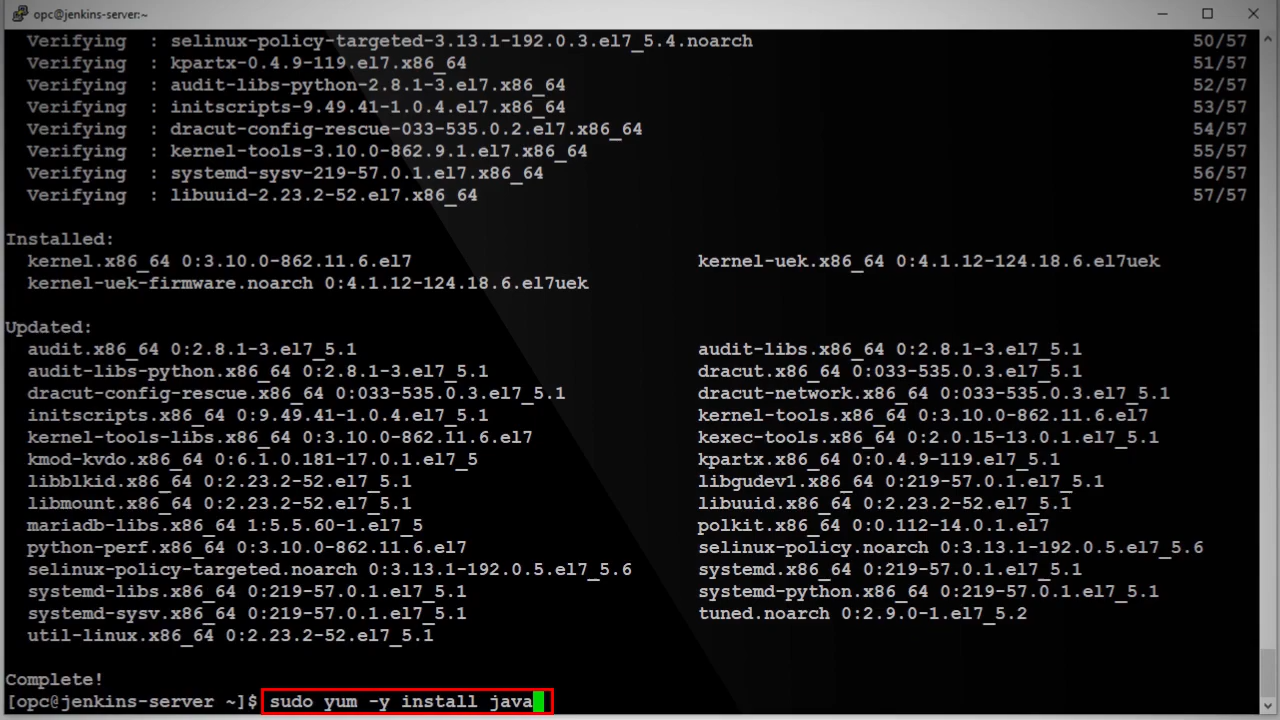 opc@jenkins-server:~
Verifying : selinux-policy-targeted-3.13.1-192.0.3.el7_5.4.noarch 50/57
Verifying : kpartx-0.4.9-119.el7.x86_64 51/57
Verifying : audit-libs-python-2.8.1-3.el7.x86_64 52/57
Verifying : initscripts-9.49.41-1.0.4.el7.x86_64 53/57
Verifying : dracut-config-rescue-033-535.0.2.el7.x86_64 54/57
Verifying : kernel-tools-3.10.0-862.9.1.el7.x86_64 55/57
Verifying : systemd-sysv-219-57.0.1.el7.x86_64 56/57
Verifying : libuuid-2.23.2-52.el7.x86_64 57/57
Installed:
kernel.x86_64 0:3.10.0-862.11.6.el7 kernel-uek.x86_64 0:4.1.12-124.18.6.el7uek
kernel-uek-firmware.noarch 0:4.1.12-124.18.6.el7uek
Updated:
audit.x86_64 0:2.8.1-3.el7_5.1 audit-libs.x86_64 0:2.8.1-3.el7_5.1
audit-libs-python.x86_64 0:2.8.1-3.el7_5.1 dracut.x86_64 0:033-535.0.3.el7_5.1
dracut-config-rescue.x86_64 0:033-535.0.3.el7_5.1 dracut-network.x86_64 0:033-535.0.3.el7_5.1
initscripts.x86_64 0:9.49.41-1.0.4.el7_5.1 kernel-tools.x86_64 0:3.10.0-862.11.6.el7
kernel-tools-libs.x86_64 0:3.10.0-862.11.6.el7 kexec-tools.x86_64 0:2.0.15-13.0.1.el7_5.1
kmod-kvdo.x86_64 0:6.1.0.181-17.0.1.el7_5 kpartx.x86_64 0:0.4.9-119.el7_5.1
libblkid.x86_64 0:2.23.2-52.el7_5.1 libgudev1.x86_64 0:219-57.0.1.el7_5.1
libmount.x86_64 0:2.23.2-52.el7_5.1 libuuid.x86_64 0:2.23.2-52.el7_5.1
mariadb-libs.x86_64 1:5.5.60-1.el7_5 polkit.x86_64 0:0.112-14.0.1.el7
python-perf.x86_64 0:3.10.0-862.11.6.el7 selinux-policy.noarch 0:3.13.1-192.0.5.el7_5.6
selinux-policy-targeted.noarch 0:3.13.1-192.0.5.el7_5.6 systemd.x86_64 0:219-57.0.1.el7_5.1
systemd-libs.x86_64 0:219-57.0.1.el7_5.1 systemd-python.x86_64 0:219-57.0.1.el7_5.1
systemd-sysv.x86_64 0:219-57.0.1.el7_5.1 tuned.noarch 0:2.9.0-1.el7_5.2
util-linux.x86_64 0:2.23.2-52.el7_5.1
Complete!
[opc@jenkins-server ~]$ sudo yum -y install java